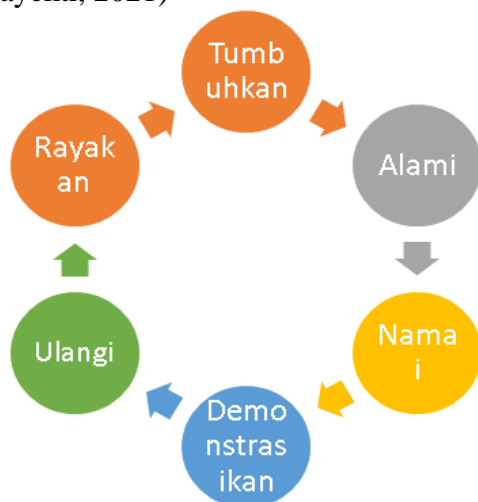 Tumb
uhkan
Alami
Nama
i
Demo
nstras
ikan
Ulangi
Rayak
an